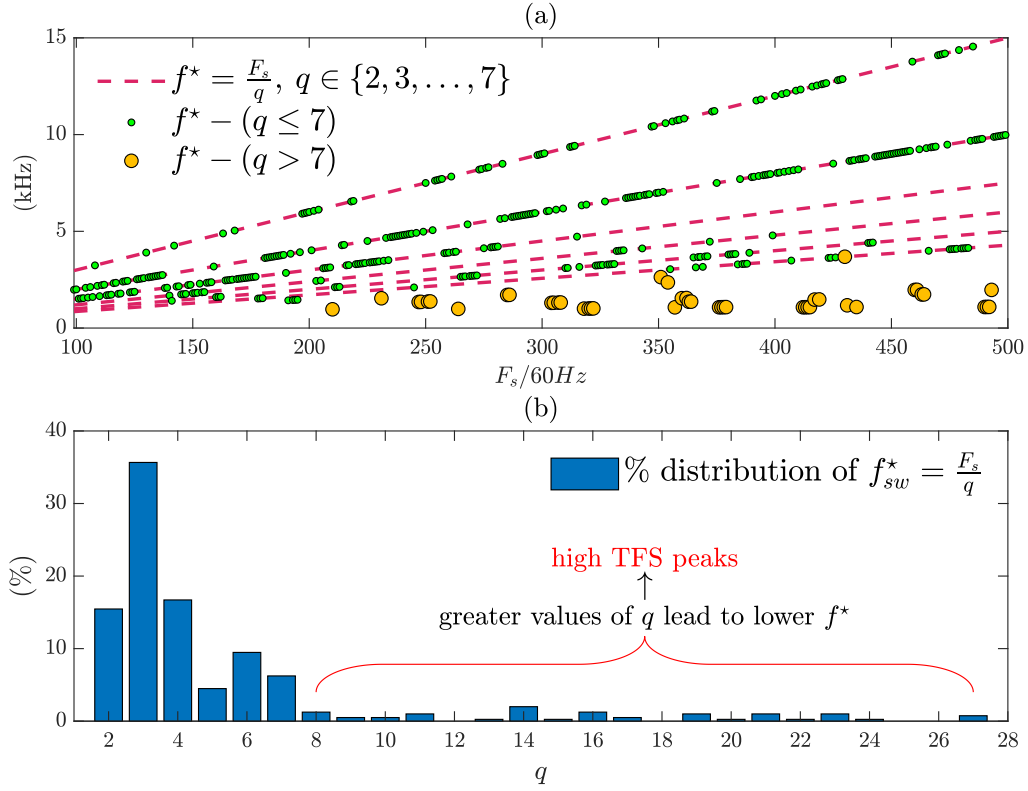 (a)
15
10
5
0
(kHz)
f⋆ = F_s/q, q ∈ {2, 3, . . . , 7}
f⋆ − (q ≤ 7)
f⋆ − (q > 7)
100 150 200 250 300 350 400 450 500
F_s/60Hz
(b)
40
30
20
10
0
(%)
% distribution of f⋆_sw = F_s/q
high TFS peaks
greater values of q lead to lower f⋆
2 4 6 8 10 12 14 16 18 20 22 24 26 28
q